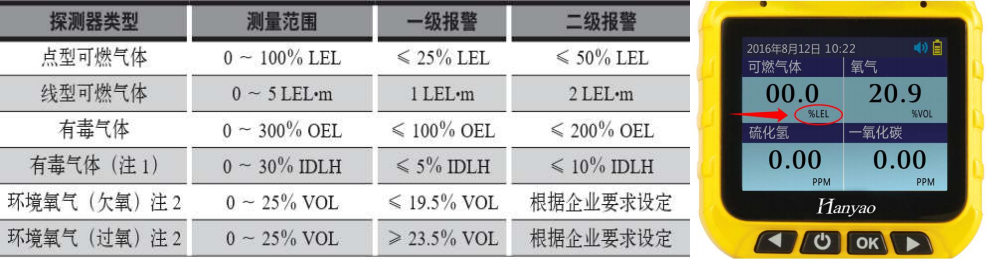 探测器类型 测量范围 一级报警 二级报警
点型可燃气体 0 ~ 100% LEL ⩽ 25% LEL ⩽ 50% LEL
线型可燃气体 0 ~ 5 LEL•m 1 LEL•m 2 LEL•m
有毒气体 0 ~ 300% OEL ⩽ 100% OEL ⩽ 200% OEL
有毒气体（注 1） 0 ~ 30% IDLH ⩽ 5% IDLH ⩽ 10% IDLH
环境氧气（欠氧）注 2 0 ~ 25% VOL ⩽ 19.5% VOL 根据企业要求设定
环境氧气（过氧）注 2 0 ~ 25% VOL ⩾ 23.5% VOL 根据企业要求设定
2016年8月12日 10:22
可燃气体 氧气
00.0 20.9
%LEL %VOL
硫化氢 一氧化碳
0.00 0.00
PPM PPM
Hanyao
OK